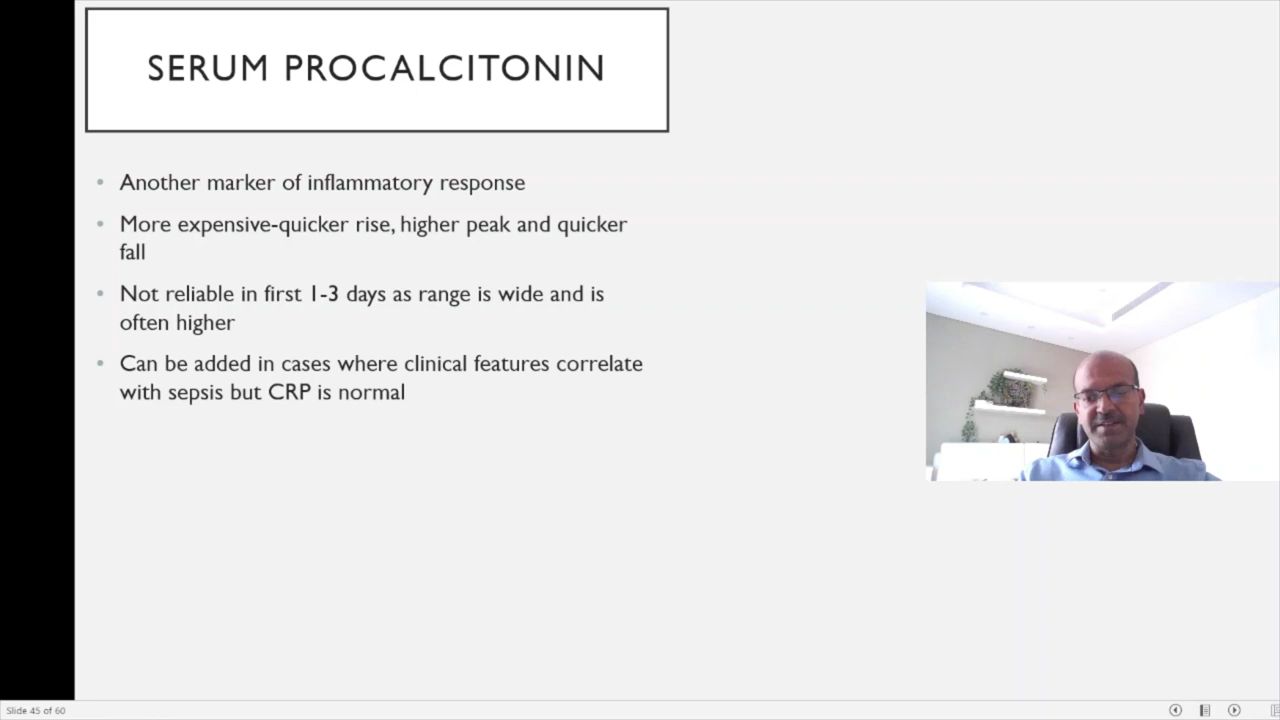 SERUM PROCALCITONIN
• Another marker of inflammatory response
• More expensive-quicker rise, higher peak and quicker
fall
• Not reliable in first 1-3 days as range is wide and is
often higher
• Can be added in cases where clinical features correlate
with sepsis but CRP is normal
Slide 45 of 60